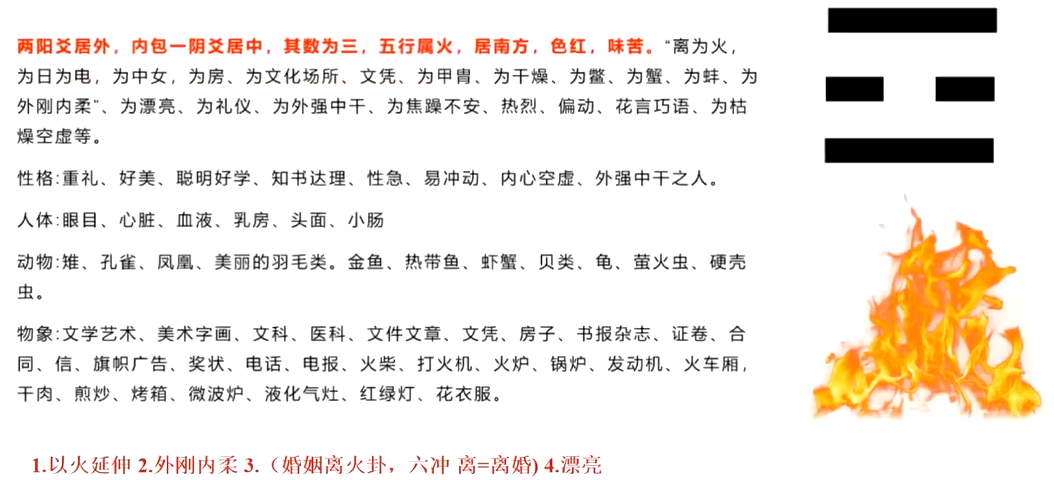 两阳爻居外，内包一阴爻居中，其数为三，五行属火，居南方，色红，味苦。“离为火，
为日为电，为中女，为房、为文化场所、文凭、为甲胄、为干燥、为鳖、为蟹、为蚌、为
外刚内柔”、为漂亮、为礼仪、为外强中干、为焦躁不安、热烈、偏动、花言巧语、为枯
燥空虚等。
性格:重礼、好美、聪明好学、知书达理、性急、易冲动、内心空虚、外强中干之人。
人体:眼目、心脏、血液、乳房、头面、小肠
动物:雉、孔雀、凤凰、美丽的羽毛类。金鱼、热带鱼、虾蟹、贝类、龟、萤火虫、硬壳
虫。
物象:文学艺术、美术字画、文科、医科、文件文章、文凭、房子、书报杂志、证卷、合
同、信、旗帜广告、奖状、电话、电报、火柴、打火机、火炉、锅炉、发动机、火车厢，
干肉、煎炒、烤箱、微波炉、液化气灶、红绿灯、花衣服。
1.以火延伸 2.外刚内柔 3.（婚姻离火卦，六冲 离=离婚) 4.漂亮